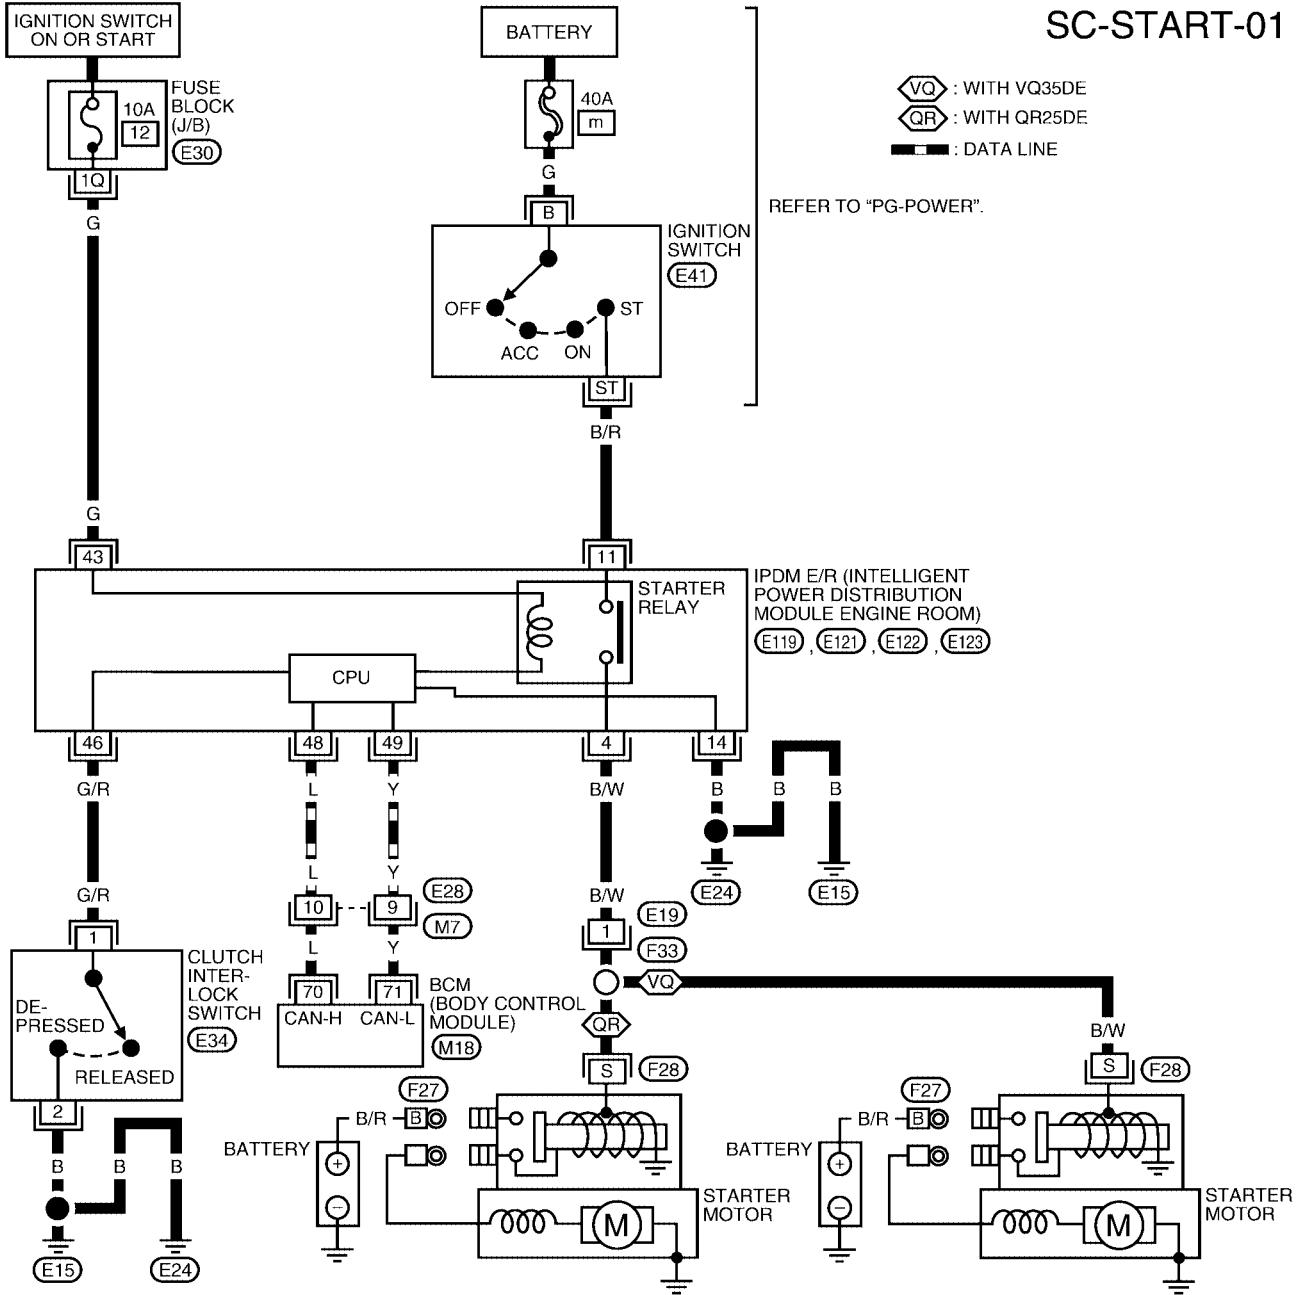 SC-START-01
IGNITION SWITCH
ON OR START
BATTERY
VQ : WITH VQ35DE
QR : WITH QR25DE
: DATA LINE
FUSE
BLOCK
(J/B)
E30
10A
12
1Q
G
40A
m
G
B
REFER TO “PG-POWER”.
IGNITION
SWITCH
E41
OFF
ST
ACC
ON
ST
B/R
G
43
11
STARTER
RELAY
IPDM E/R (INTELLIGENT
POWER DISTRIBUTION
MODULE ENGINE ROOM)
E119 , E121 , E122 , E123
CPU
46
48
49
4
14
G/R
L
Y
B/W
B
B
B
L
Y
G/R
B/W
E24
E15
10
9
E28
M7
E19
1
F33
1
L
Y
VQ
CLUTCH
INTER-
LOCK
SWITCH
E34
DE-
PRESSED
RELEASED
70
71
CAN-H
CAN-L
BCM
(BODY CONTROL
MODULE)
M18
QR
B/W
S
F28
S
F28
2
F27
B/R
B
F27
B/R
B
BATTERY
BATTERY
+
-
+
-
B
B
B
M
STARTER
MOTOR
M
STARTER
MOTOR
E15
E24